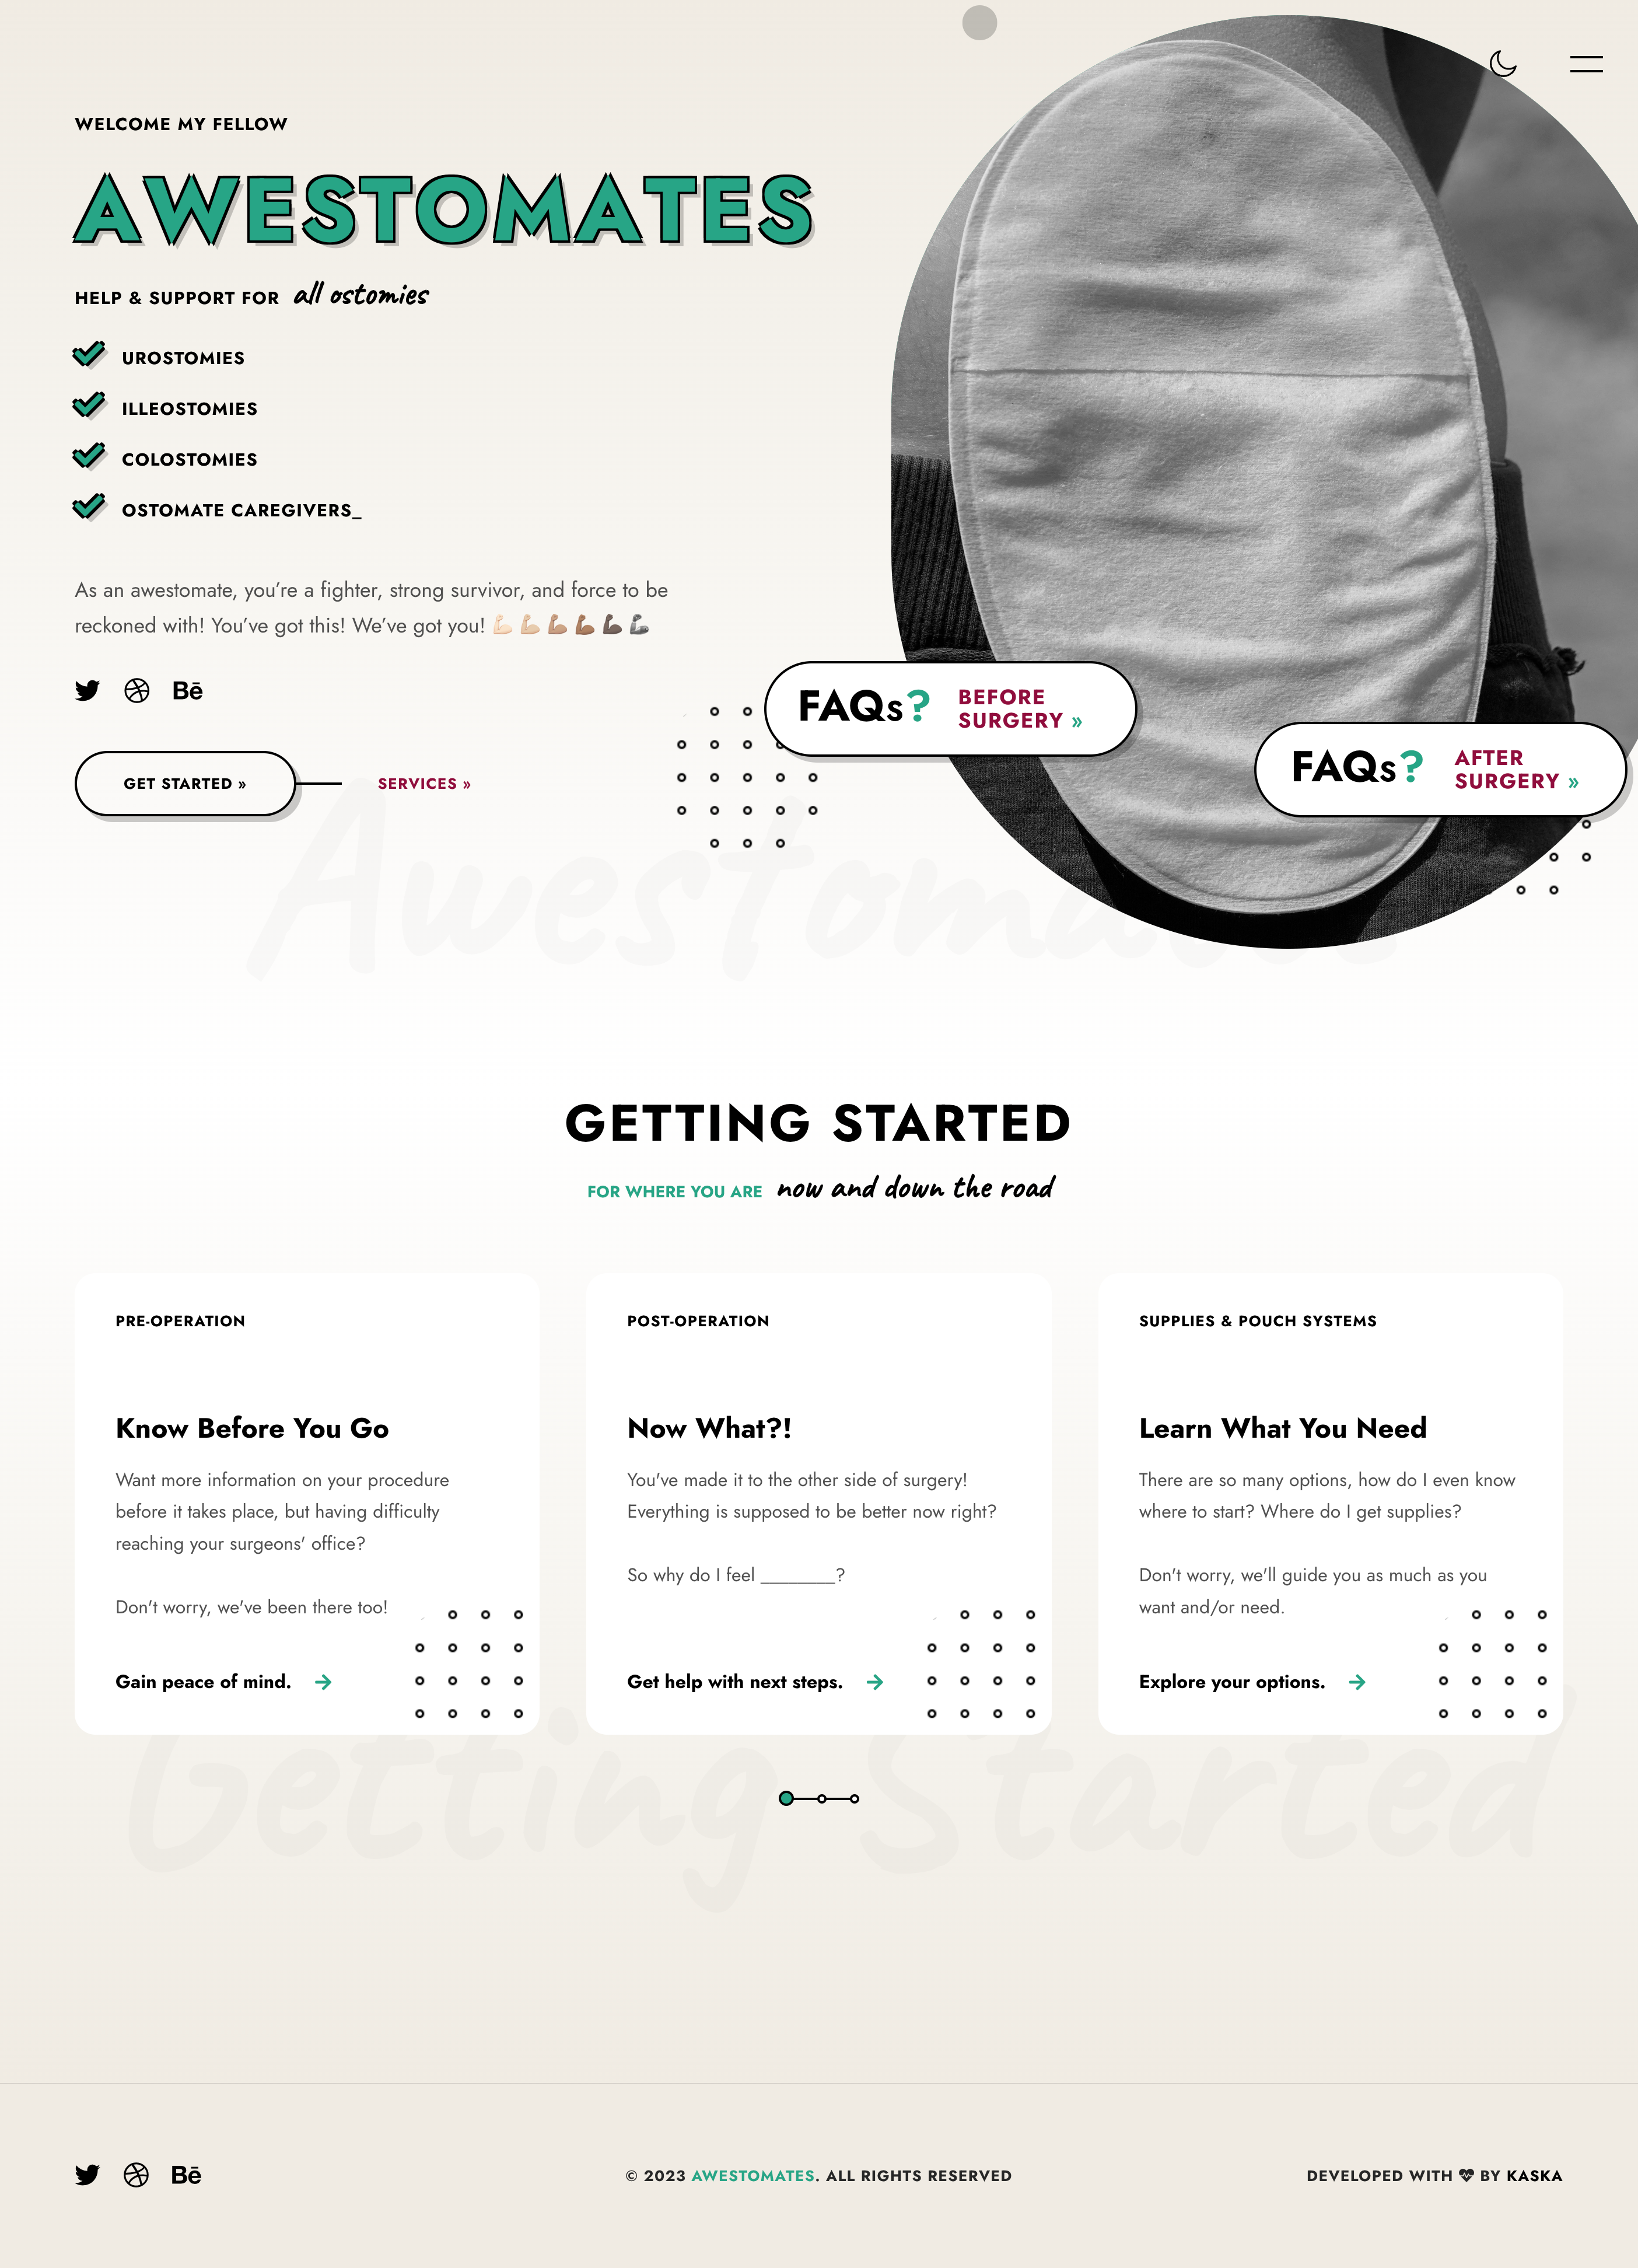 WELCOME MY FELLOW
AWESTOMATES
HELP & SUPPORT FOR all ostomies
UROSTOMIES
ILLEOSTOMIES
COLOSTOMIES
OSTOMATE CAREGIVERS_
As an awestomate, you’re a fighter, strong survivor, and force to be
reckoned with! You’ve got this! We’ve got you! 💪🏻💪🏼💪🏽💪🏾💪🏿🦾
Bē
GET STARTED »
SERVICES »
FAQs? BEFORE
SURGERY »
FAQs? AFTER
SURGERY »
Awestomates
GETTING STARTED
FOR WHERE YOU ARE now and down the road
PRE-OPERATION
Know Before You Go
Want more information on your procedure
before it takes place, but having difficulty
reaching your surgeons' office?
Don't worry, we've been there too!
Gain peace of mind.
POST-OPERATION
Now What?!
You've made it to the other side of surgery!
Everything is supposed to be better now right?
So why do I feel ________?
Get help with next steps.
SUPPLIES & POUCH SYSTEMS
Learn What You Need
There are so many options, how do I even know
where to start? Where do I get supplies?
Don't worry, we'll guide you as much as you
want and/or need.
Explore your options.
Getting Started
Bē
© 2023 AWESTOMATES. ALL RIGHTS RESERVED
DEVELOPED WITH BY KASKA